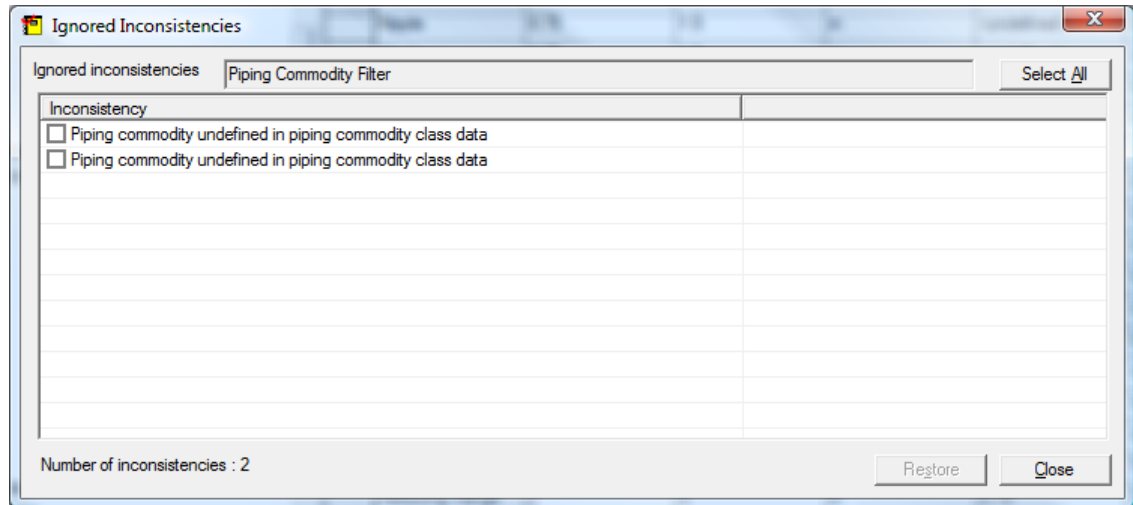 Ignored Inconsistencies
Ignored inconsistencies Piping Commodity Filter Select All
Inconsistency
Piping commodity undefined in piping commodity class data
Piping commodity undefined in piping commodity class data
Number of inconsistencies : 2 Restore Close